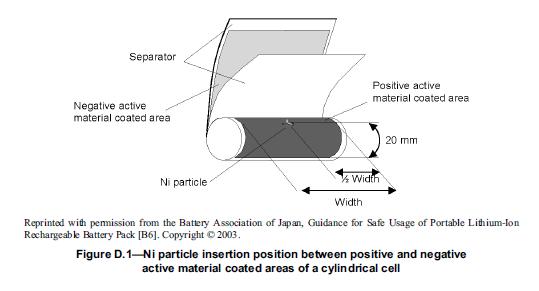 Separator
Negative active
material coated area
Positive active
material coated area
20 mm
Ni particle
½ Width
Width
Reprinted with permission from the Battery Association of Japan, Guidance for Safe Usage of Portable Lithium-Ion
Rechargeable Battery Pack [B6]. Copyright © 2003.
Figure D.1—Ni particle insertion position between positive and negative
active material coated areas of a cylindrical cell